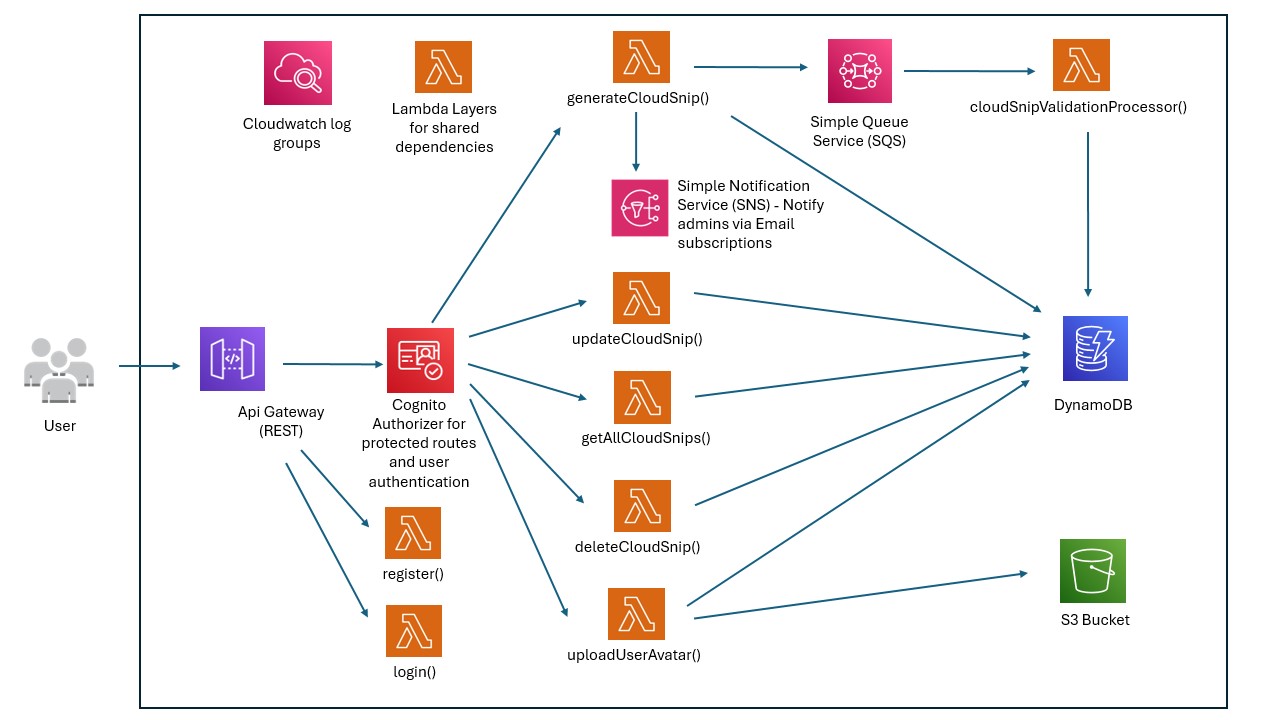 Cloudwatch log
groups
Lambda Layers
for shared
dependencies
generateCloudSnip()
Simple Queue
Service (SQS)
cloudSnipValidationProcessor()
Simple Notification
Service (SNS) - Notify
admins via Email
subscriptions
updateCloudSnip()
User
Api Gateway
(REST)
Cognito
Authorizer for
protected routes
and user
authentication
getAllCloudSnips()
DynamoDB
deleteCloudSnip()
register()
login()
uploadUserAvatar()
S3 Bucket